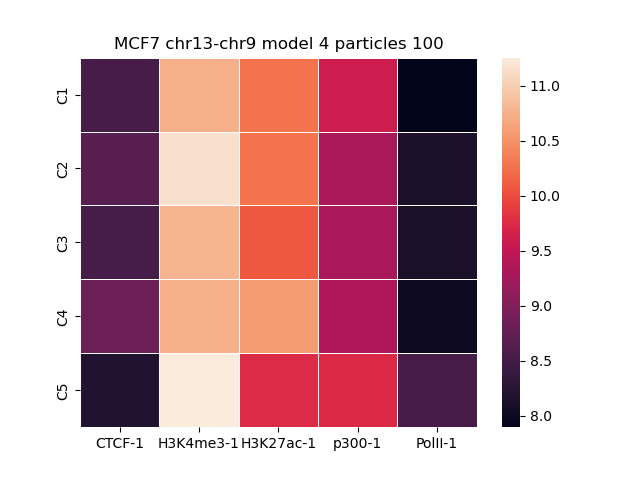 MCF7 chr13-chr9 model 4 particles 100
C1
C2
C3
C4
C5
CTCF-1
H3K4me3-1
H3K27ac-1
p300-1
PolII-1
11.0
10.5
10.0
9.5
9.0
8.5
8.0